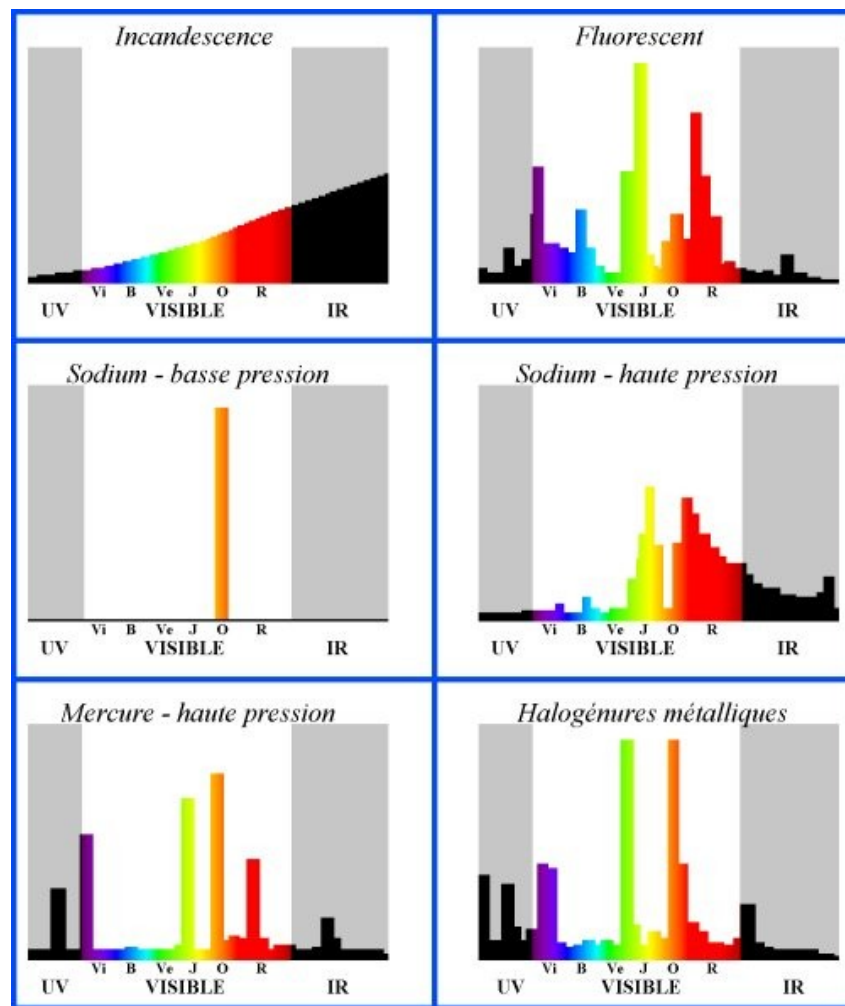 Incandescence
Vi B Ve J O R
UV VISIBLE IR
Fluorescent
Vi B Ve J O R
UV VISIBLE IR
Sodium - basse pression
Vi B Ve J O R
UV VISIBLE IR
Sodium - haute pression
Vi B Ve J O R
UV VISIBLE IR
Mercure - haute pression
Vi B Ve J O R
UV VISIBLE IR
Halogénures métalliques
Vi B Ve J O R
UV VISIBLE IR